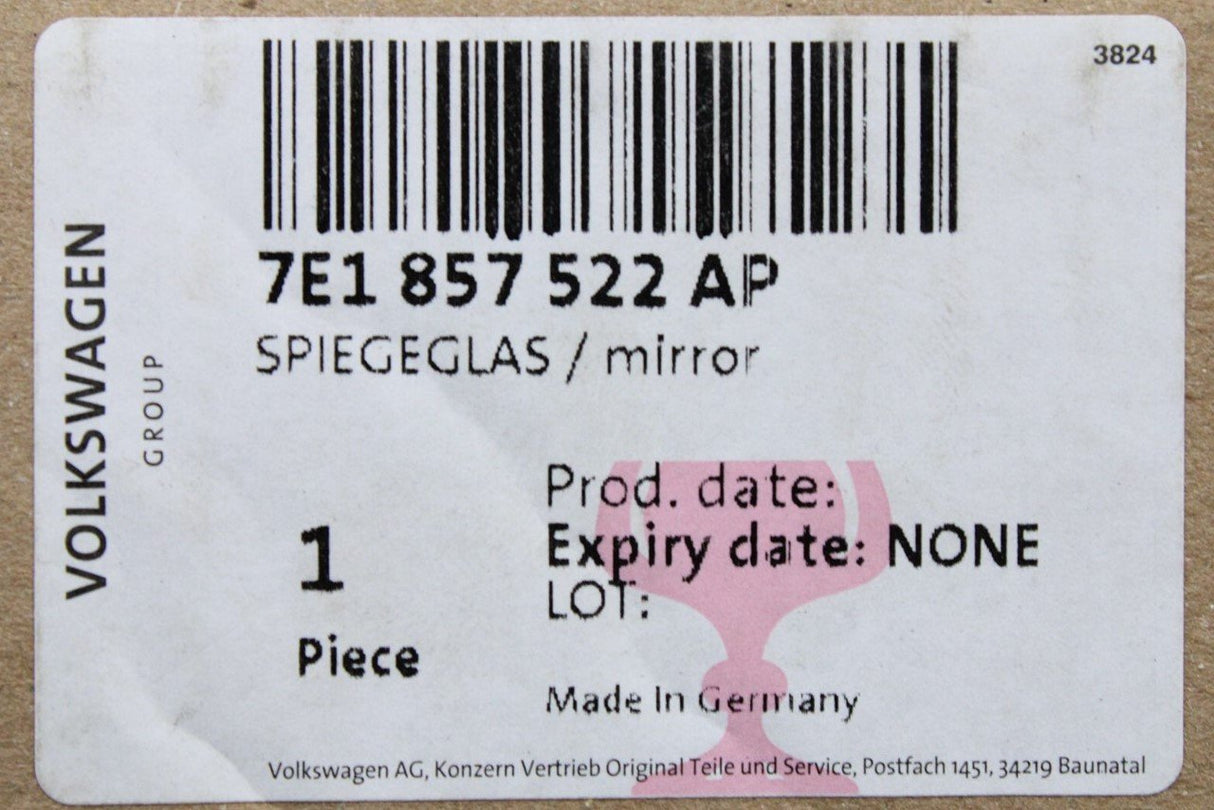 3824
VOLKSWAGEN
GROUP
7E1 857 522 AP
SPIEGEGLAS / mirror
Prod. date:
Expiry date: NONE
LOT:
1
Piece
Made In Germany
Volkswagen AG, Konzern Vertrieb Original Teile und Service, Postfach 1451, 34219 Baunatal